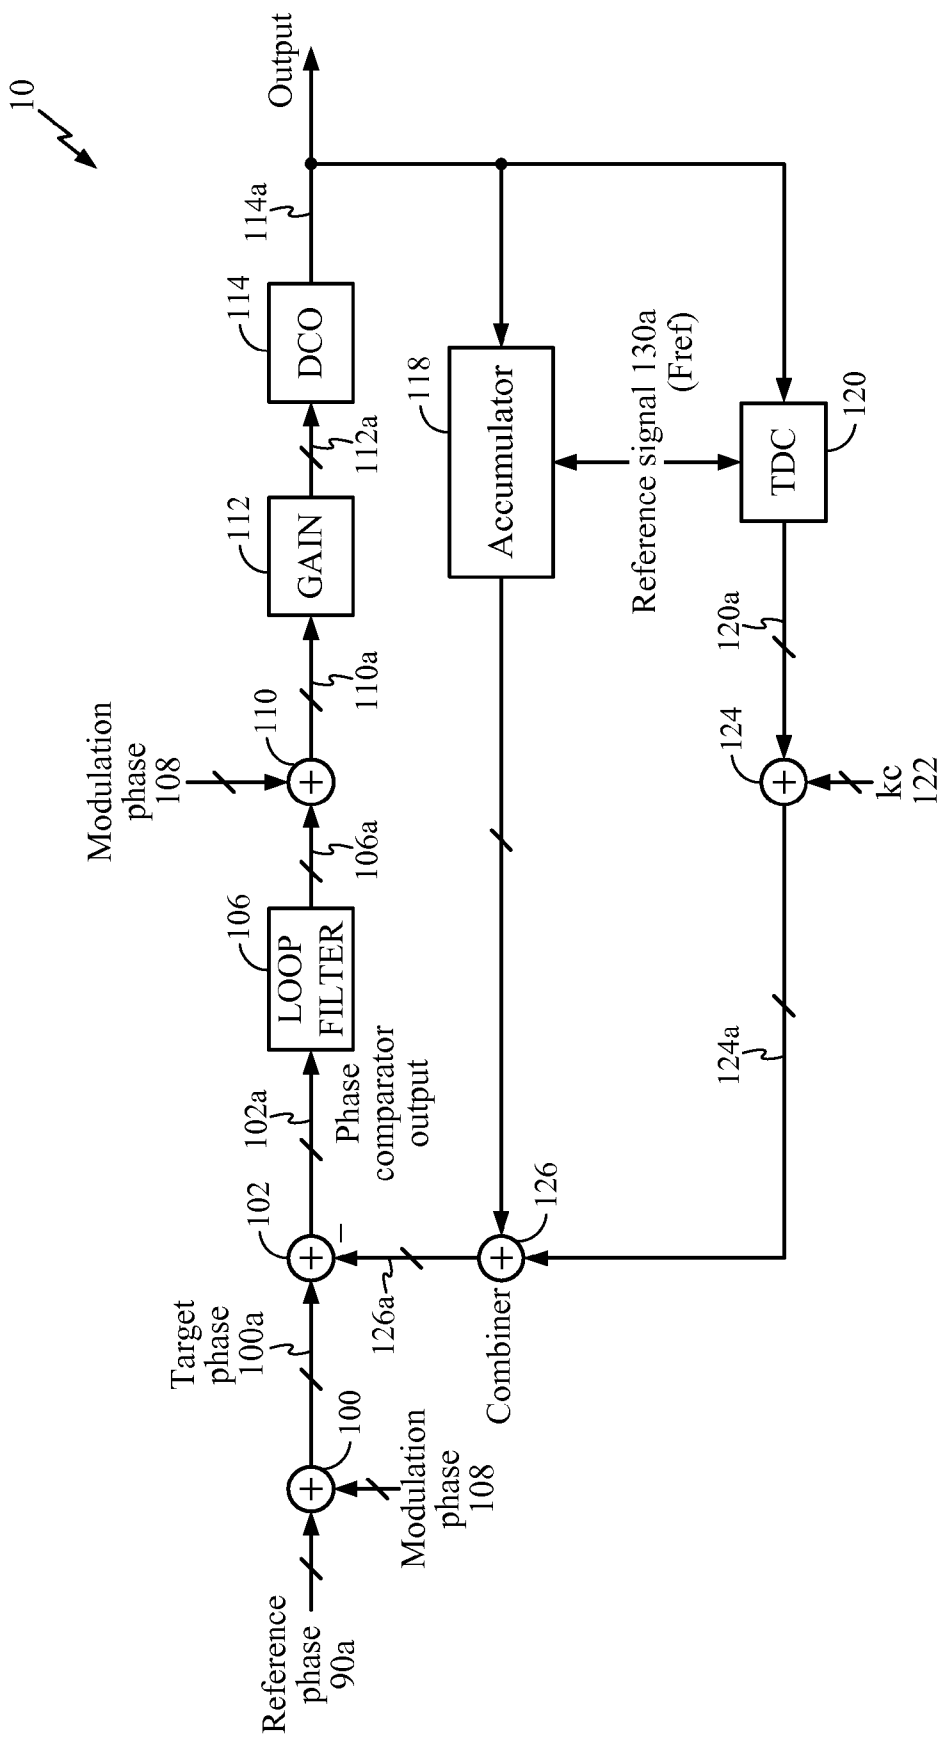 10
Reference
phase
90a
100
Modulation
phase
108
Target
phase
100a
102
102a
Phase
comparator
output
LOOP
FILTER
106
106a
Modulation
phase
108
110
110a
GAIN
112
112a
DCO
114
114a
Output
126a
Combiner
126
Accumulator
118
Reference signal 130a
(Fref)
124a
124
kc
122
120a
TDC
120
+
+
−
+
+
+